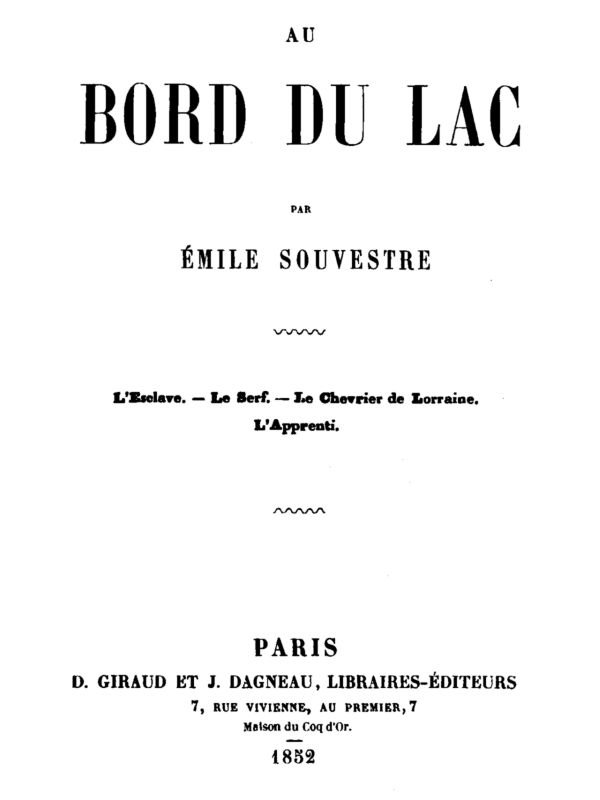 AU
BORD DU LAC
PAR
ÉMILE SOUVESTRE
L'Esclave. — Le Serf. — Le Chevrier de Lorraine.
L'Apprenti.
PARIS
D. GIRAUD ET J. DAGNEAU, LIBRAIRES-ÉDITEURS
7, RUE VIVIENNE, AU PREMIER, 7
Maison du Coq d'Or.
1852